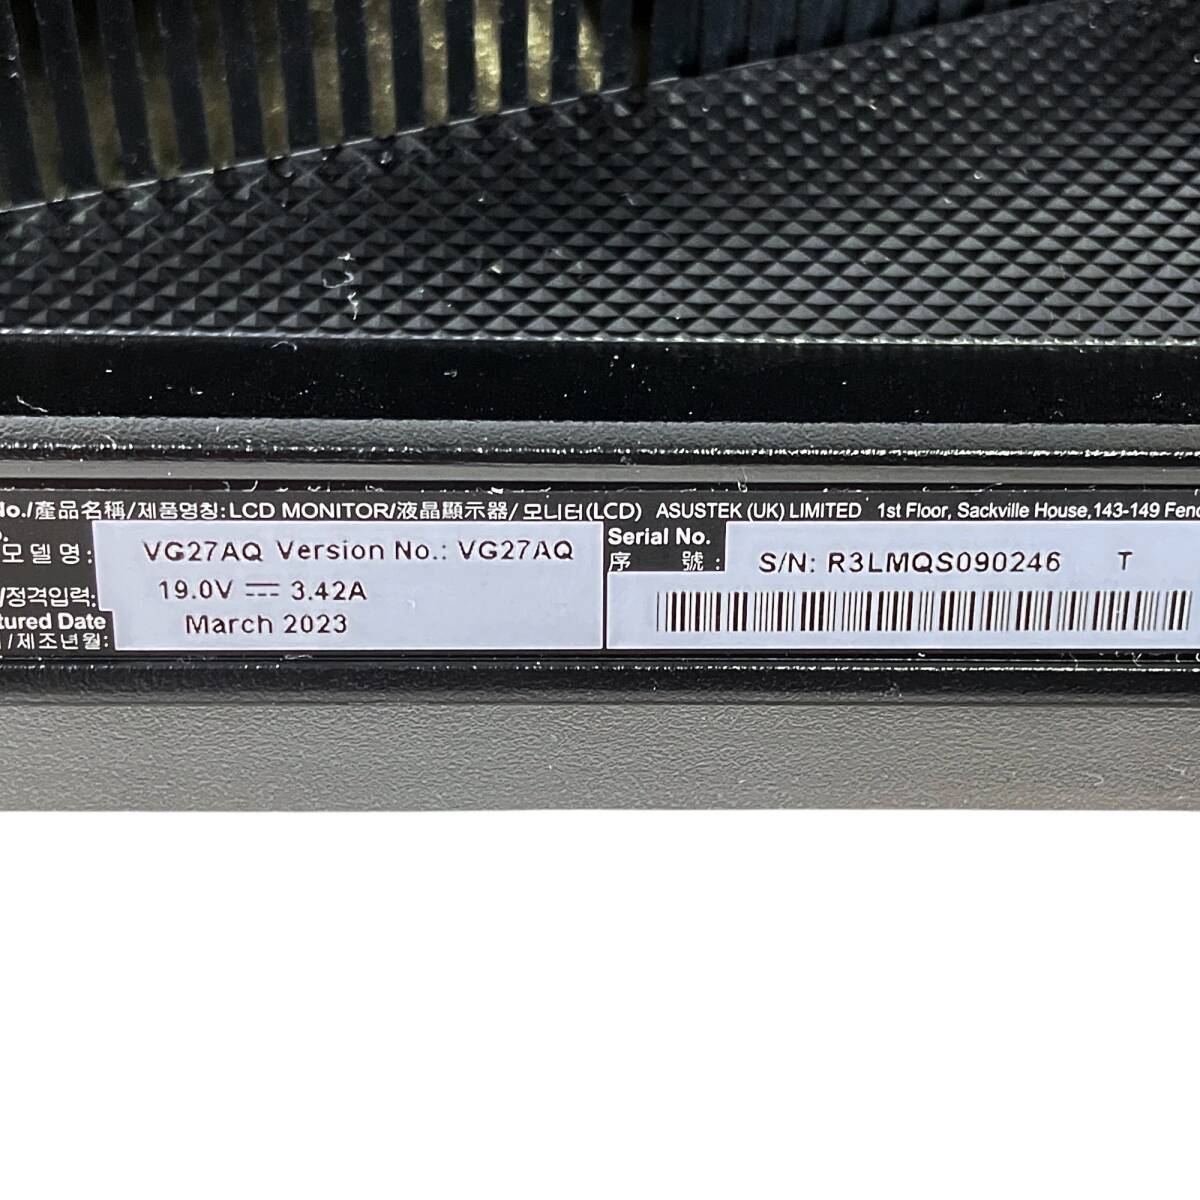 No./產品名稱/제품명칭:LCD MONITOR/液晶顯示器/모니터(LCD) ASUSTEK (UK) LIMITED 1st Floor, Sackville House,143-149
모델명: VG27AQ Version No.: VG27AQ
/정격입력: 19.0V ⎓ 3.42A
tured Date March 2023
/제조년월:
Serial No.
序 號: S/N: R3LMQS090246 T